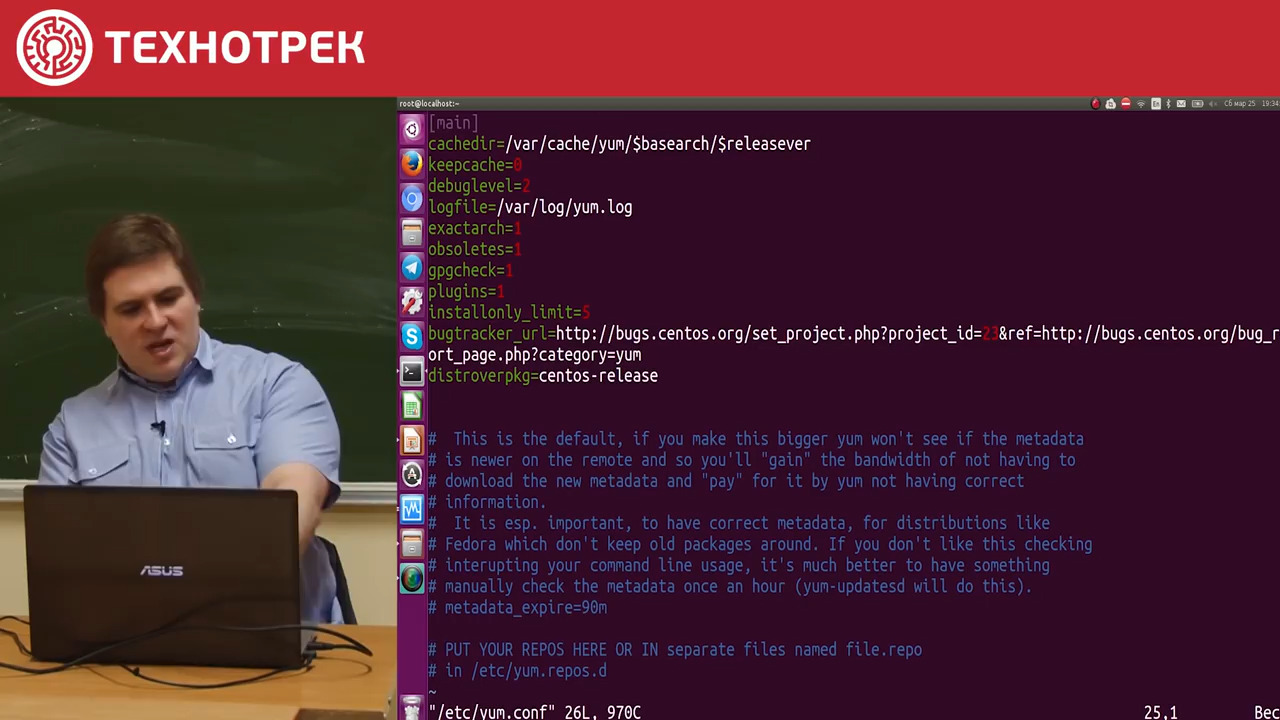 ТЕХНОТРЕК
root@localhost:~
En
Сб мар 25 19:34
[main]
cachedir=/var/cache/yum/$basearch/$releasever
keepcache=0
debuglevel=2
logfile=/var/log/yum.log
exactarch=1
obsoletes=1
gpgcheck=1
plugins=1
installonly_limit=5
bugtracker_url=http://bugs.centos.org/set_project.php?project_id=23&ref=http://bugs.centos.org/bug_r
ort_page.php?category=yum
distroverpkg=centos-release
#  This is the default, if you make this bigger yum won't see if the metadata
# is newer on the remote and so you'll "gain" the bandwidth of not having to
# download the new metadata and "pay" for it by yum not having correct
# information.
#  It is esp. important, to have correct metadata, for distributions like
# Fedora which don't keep old packages around. If you don't like this checking
# interupting your command line usage, it's much better to have something
# manually check the metadata once an hour (yum-updatesd will do this).
# metadata_expire=90m
# PUT YOUR REPOS HERE OR IN separate files named file.repo
# in /etc/yum.repos.d
~
"/etc/yum.conf" 26L, 970C 25,1 Вес
ASUS